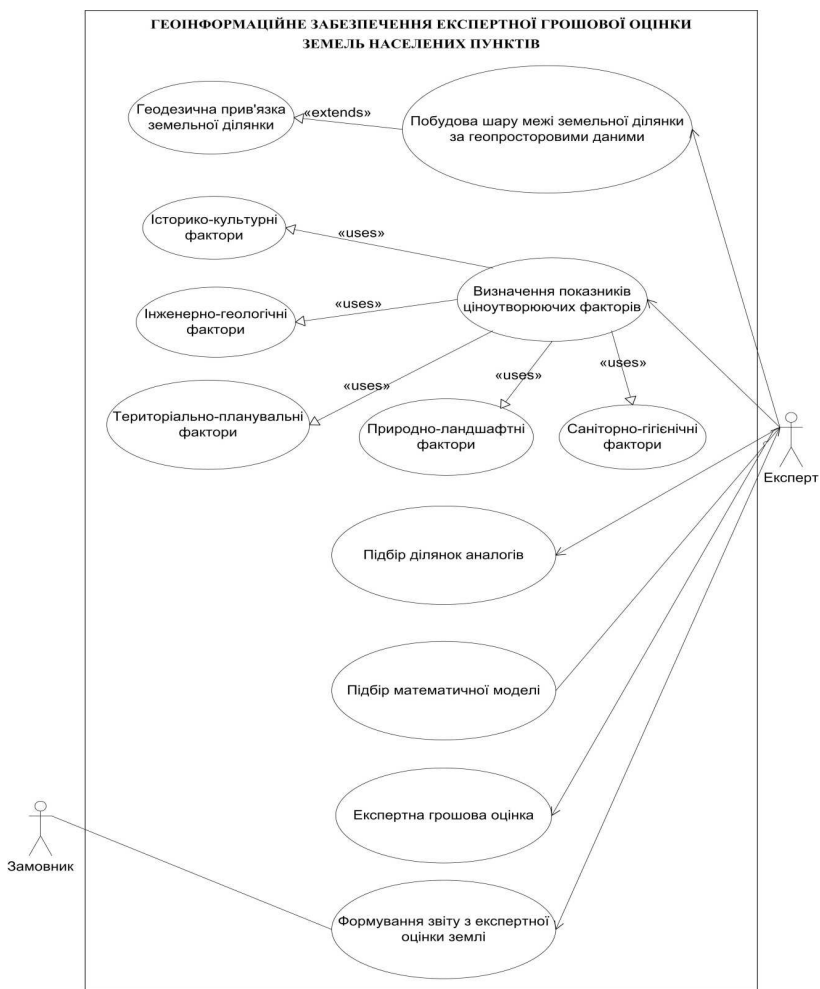 ГЕОІНФОРМАЦІЙНЕ ЗАБЕЗПЕЧЕННЯ ЕКСПЕРТНОЇ ГРОШОВОЇ ОЦІНКИ
ЗЕМЕЛЬ НАСЕЛЕНИХ ПУНКТІВ
Геодезична прив'язка
земельної ділянки
«extends»
Побудова шару межі земельної ділянки
за геопросторовими даними
Історико-культурні
фактори
«uses»
Визначення показників
ціноутворюючих факторів
Інженерно-геологічні
фактори
«uses»
«uses»
«uses»
«uses»
Територіально-планувальні
фактори
Природно-ландшафтні
фактори
Саніторно-гігієнічні
фактори
Експерт
Підбір ділянок аналогів
Підбір математичної моделі
Експертна грошова оцінка
Замовник
Формування звіту з експертної
оцінки землі